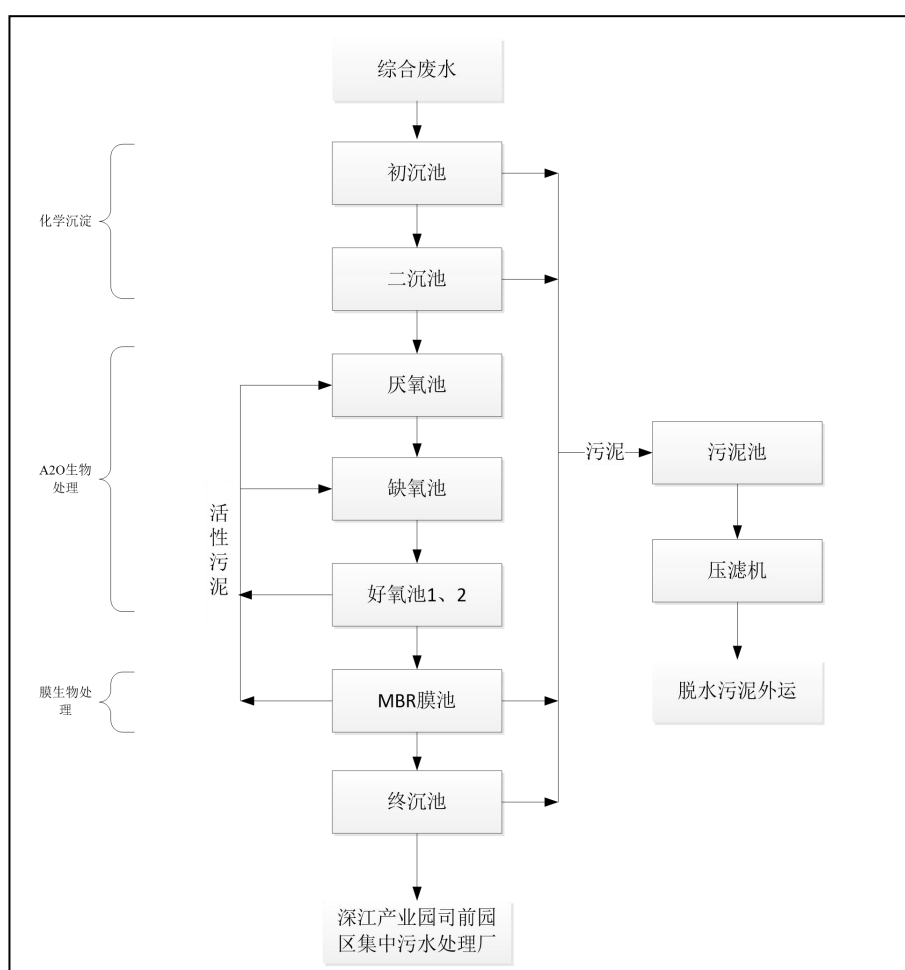 综合废水
初沉池
化学沉淀
二沉池
厌氧池
污泥
污泥池
A2O生物
处理
缺氧池
活
性
污
泥
压滤机
好氧池1、2
膜生物处
理
MBR膜池
脱水污泥外运
终沉池
深江产业园司前园
区集中污水处理厂